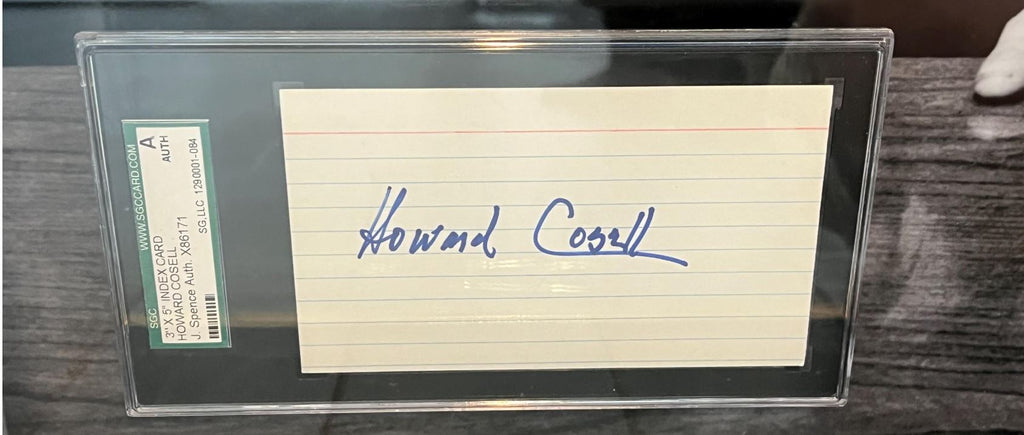 SGC WWW.SGCCARD.COM
3" X 5" INDEX CARD A
HOWARD COSELL AUTH
J. Spence Auth. X86171
SG,LLC 1290001-084
Howard Cosell